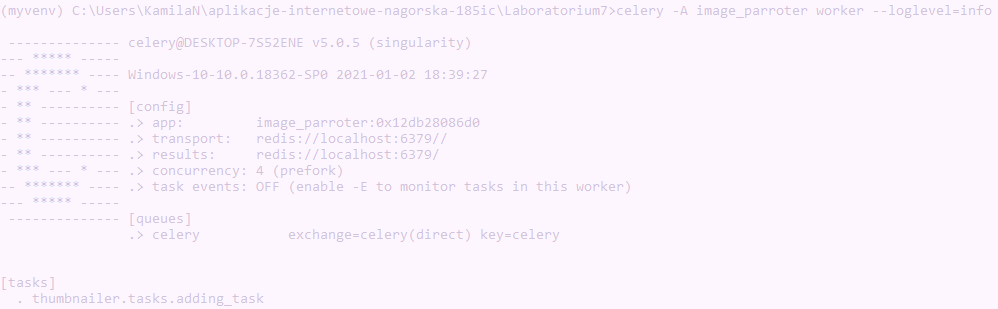 (myvenv) C:\Users\KamilaN\aplikacje-internetowe-nagorska-185ic\Laboratorium7>celery -A image_parroter worker --loglevel=info
 -------------- celery@DESKTOP-7S52ENE v5.0.5 (singularity)
--- ***** -----
-- ******* ---- Windows-10-10.0.18362-SP0 2021-01-02 18:39:27
- *** --- * ---
- ** ---------- [config]
- ** ---------- .> app:         image_parroter:0x12db28086d0
- ** ---------- .> transport:   redis://localhost:6379//
- ** ---------- .> results:     redis://localhost:6379/
- *** --- * --- .> concurrency: 4 (prefork)
-- ******* ---- .> task events: OFF (enable -E to monitor tasks in this worker)
--- ***** -----
 -------------- [queues]
                .> celery           exchange=celery(direct) key=celery
[tasks]
  . thumbnailer.tasks.adding_task